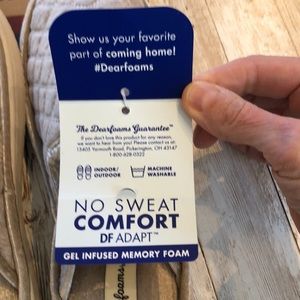 Show us your favorite
part of coming home!
#Dearfoams
The Dearfoams Guarantee™
If you don't love this product for any reason,
we want to hear from you! Please contact us at:
13405 Yarmouth Road, Pickerington, OH 43147
1-800-628-0322
INDOOR/
OUTDOOR
MACHINE
WASHABLE
NO SWEAT
COMFORT
DF ADAPT™
GEL INFUSED MEMORY FOAM
dearfoams